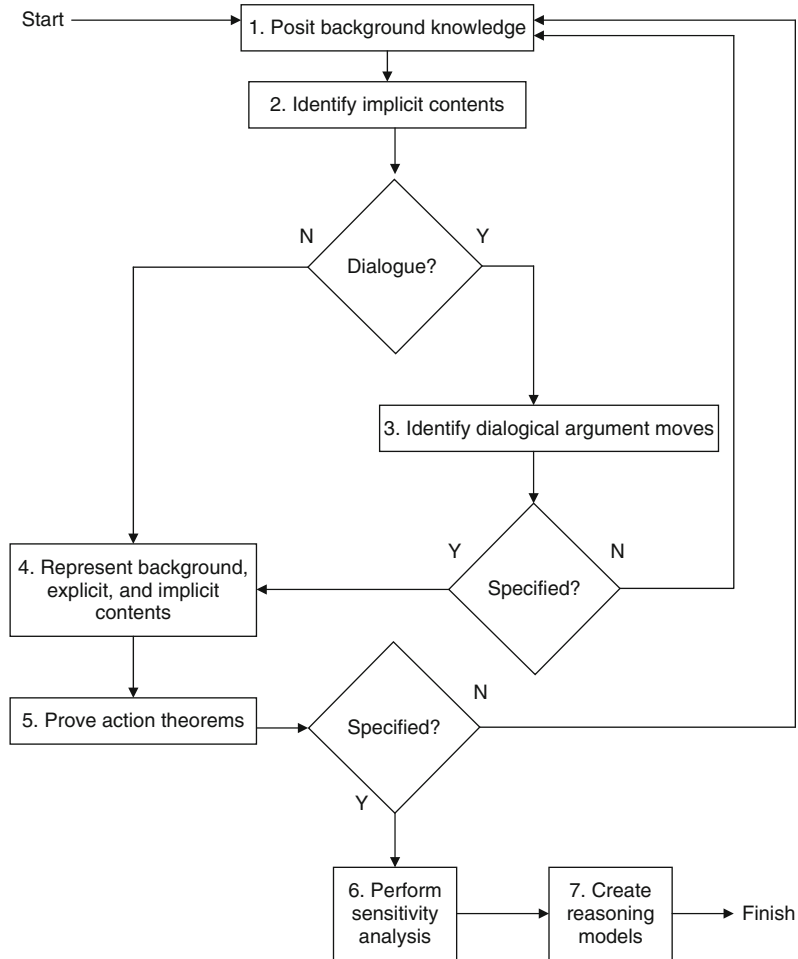 Start
1. Posit background knowledge
2. Identify implicit contents
N
Y
Dialogue?
3. Identify dialogical argument moves
Y
N
4. Represent background,
explicit, and implicit
contents
Specified?
N
5. Prove action theorems
Specified?
Y
6. Perform
sensitivity
analysis
7. Create
reasoning
models
Finish